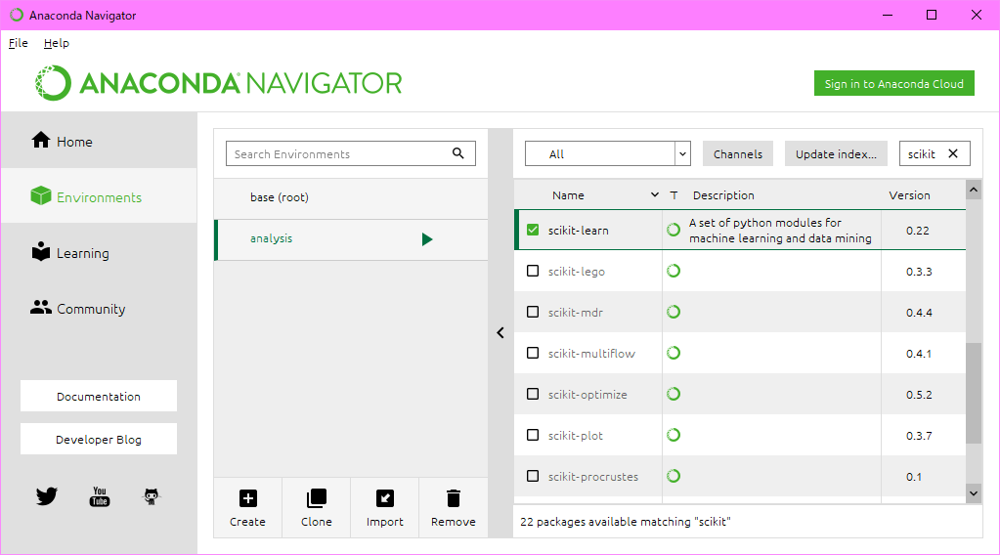 Anaconda Navigator
File Help
ANACONDA NAVIGATOR
Sign in to Anaconda Cloud
Home
Environments
Learning
Community
Documentation
Developer Blog
You
Tube
Search Environments
base (root)
analysis
Create Clone Import Remove
All Channels Update index... scikit
Name T Description Version
scikit-learn A set of python modules for
machine learning and data mining 0.22
scikit-lego 0.3.3
scikit-mdr 0.4.4
scikit-multiflow 0.4.1
scikit-optimize 0.5.2
scikit-plot 0.3.7
scikit-procrustes 0.1
22 packages available matching "scikit"